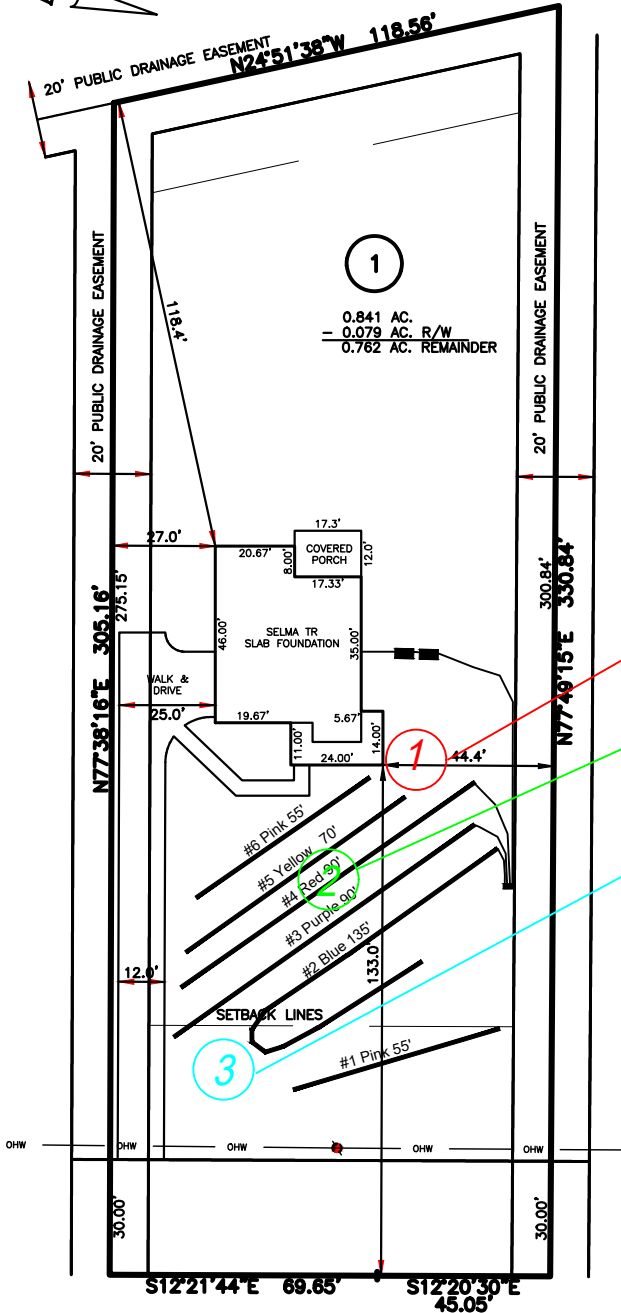 20' PUBLIC DRAINAGE EASEMENT
N24°51'38"W 118.56'
20' PUBLIC DRAINAGE EASEMENT
118.4'
1
0.841 AC.
- 0.079 AC. R/W
0.762 AC. REMAINDER
20' PUBLIC DRAINAGE EASEMENT
27.0'
20.67'
8.00'
17.3'
COVERED
PORCH
12.0'
17.33'
N77°38'16"E 305.16'
275.15'
46.00'
SELMA TR
SLAB FOUNDATION
35.00'
300.84'
N77°49'15"E 330.84'
WALK &
DRIVE
25.0'
19.67'
5.67'
11.00'
24.00'
14.00'
1
44.4'
#6 Pink 55'
#5 Yellow 70'
#4 Red 90'
2
#3 Purple 90'
#2 Blue 135'
133.0'
12.0'
SETBACK LINES
3
#1 Pink 55'
OHW
OHW
OHW
OHW
OHW
30.00'
30.00'
S12°21'44"E 69.65'
S12°20'30"E
45.05'